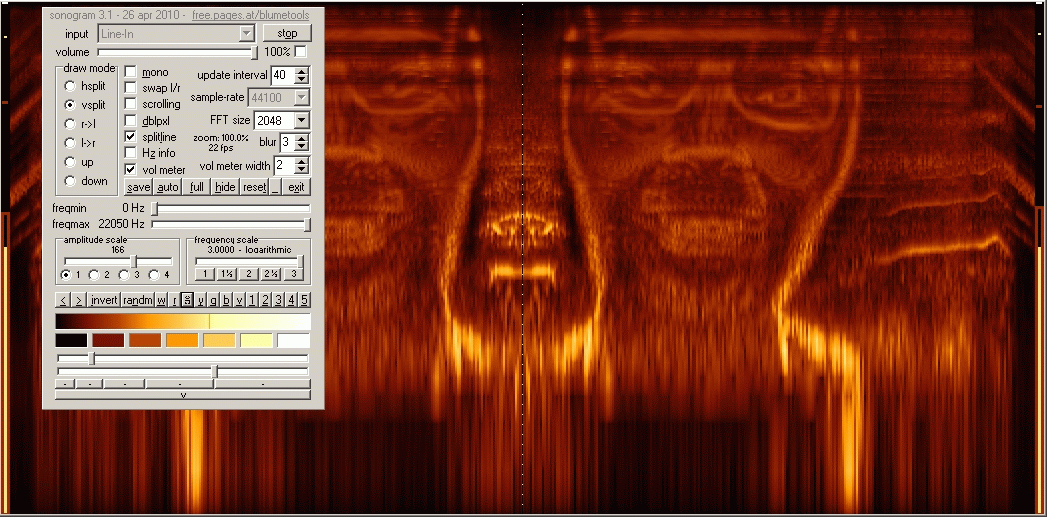 sonogram 3.1 - 26 apr 2010 - free.pages.at/blumetools
input Line-In stop
volume 100%
draw mode mono update interval 40
hsplit swap l/r sample-rate 44100
vsplit scrolling
r->l dblpxl FFT size 2048
l->r splitline zoom: 100.0% blur 3
Hz info 22 fps
up vol meter vol meter width 2
down
save auto full hide reset _ exit
freqmin 0 Hz
freqmax 22050 Hz
amplitude scale frequency scale
166 3.0000 - logarithmic
1 2 3 4 1 1½ 2 2½ 3
< > invert randm w r a y g b v 1 2 3 4 5
- - - - -
v